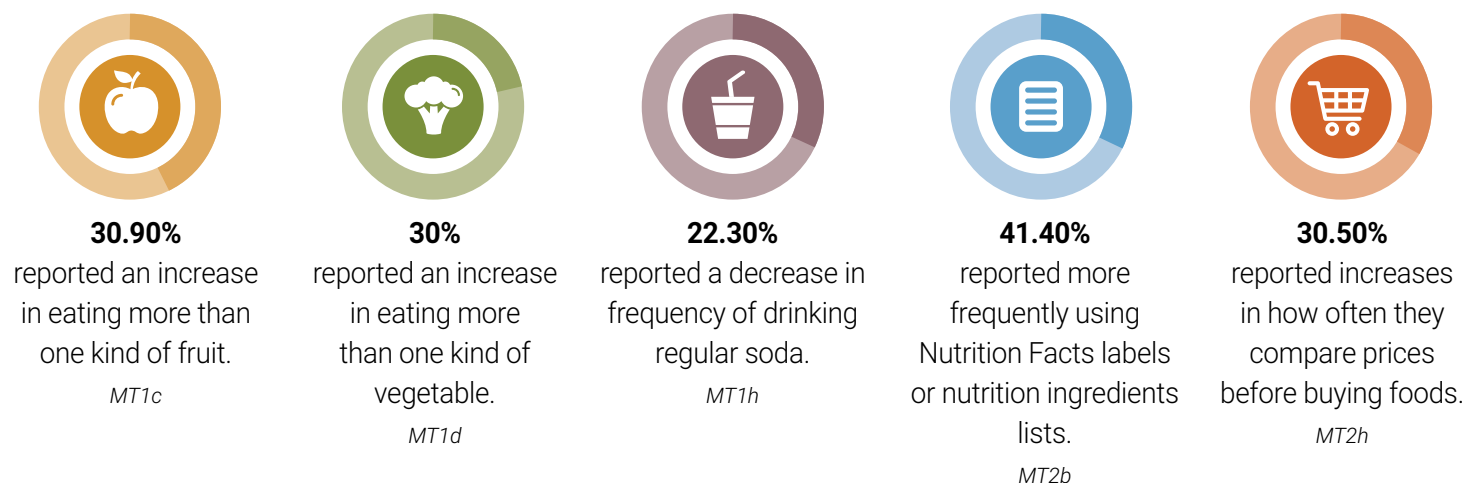 30.90%
reported an increase
in eating more than
one kind of fruit.
MT1c
30%
reported an increase
in eating more
than one kind of
vegetable.
MT1d
22.30%
reported a decrease in
frequency of drinking
regular soda.
MT1h
41.40%
reported more
frequently using
Nutrition Facts labels
or nutrition ingredients
lists.
MT2b
30.50%
reported increases
in how often they
compare prices
before buying foods.
MT2h